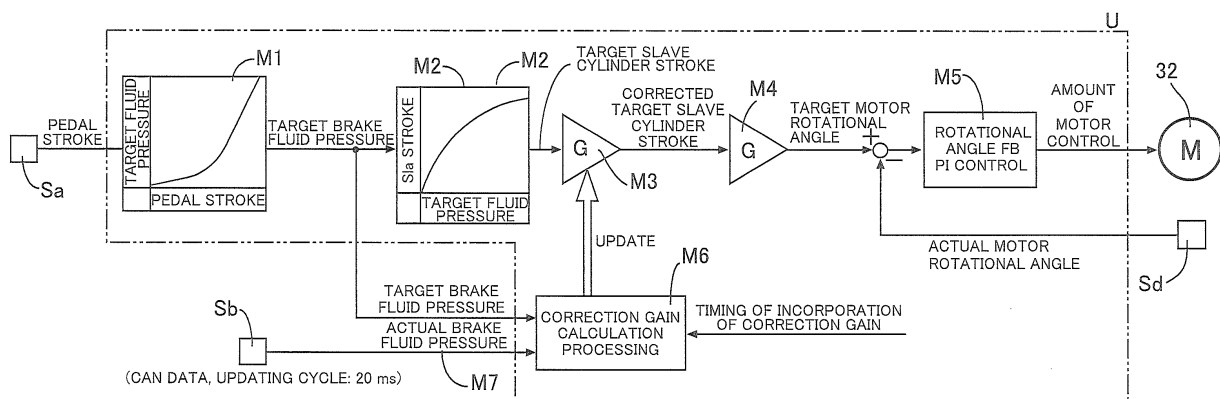 U
M1
M2
M2
TARGET SLAVE
CYLINDER STROKE
CORRECTED
TARGET SLAVE
CYLINDER
STROKE
M4
TARGET MOTOR
ROTATIONAL
ANGLE
M5
AMOUNT
OF
MOTOR
CONTROL
32
PEDAL
STROKE
Sa
TARGET FLUID
PRESSURE
PEDAL STROKE
TARGET BRAKE
FLUID PRESSURE
Sla STROKE
TARGET FLUID
PRESSURE
G
M3
G
+
−
ROTATIONAL
ANGLE FB
PI CONTROL
M
UPDATE
ACTUAL MOTOR
ROTATIONAL ANGLE
Sd
M6
TARGET BRAKE
FLUID PRESSURE
Sb
ACTUAL BRAKE
FLUID PRESSURE
M7
CORRECTION GAIN
CALCULATION
PROCESSING
TIMING OF INCORPORATION
OF CORRECTION GAIN
(CAN DATA, UPDATING CYCLE: 20 ms)